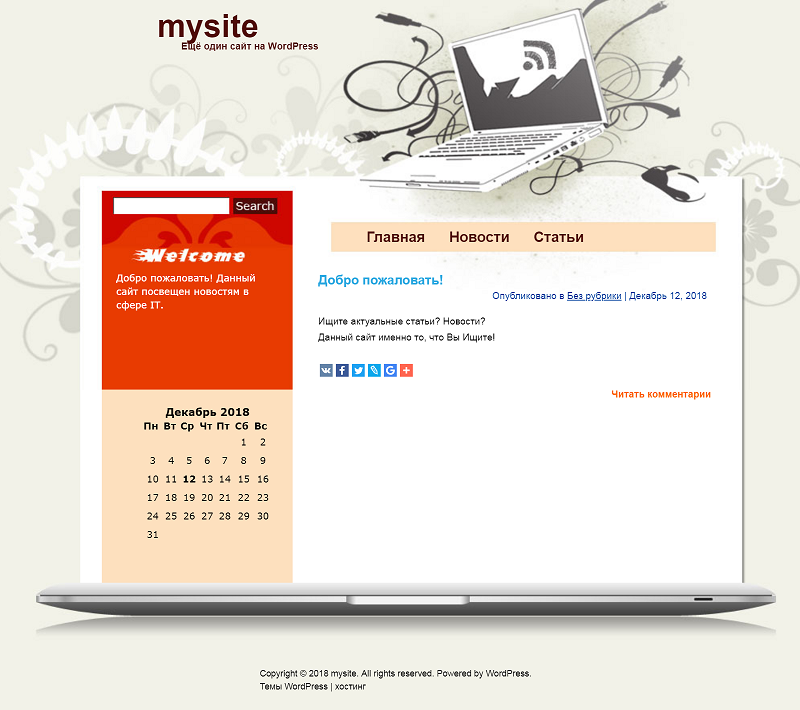 mysite
Ещё один сайт на WordPress
Search
Welcome
Добро пожаловать! Данный
сайт посвещен новостям в
сфере IT.
Декабрь 2018
Пн Вт Ср Чт Пт Сб Вс
1 2
3 4 5 6 7 8 9
10 11 12 13 14 15 16
17 18 19 20 21 22 23
24 25 26 27 28 29 30
31
Главная Новости Статьи
Добро пожаловать!
Опубликовано в Без рубрики | Декабрь 12, 2018
Ищите актуальные статьи? Новости?
Данный сайт именно то, что Вы Ищите!
Читать комментарии
Copyright © 2018 mysite. All rights reserved. Powered by WordPress.
Темы WordPress | хостинг